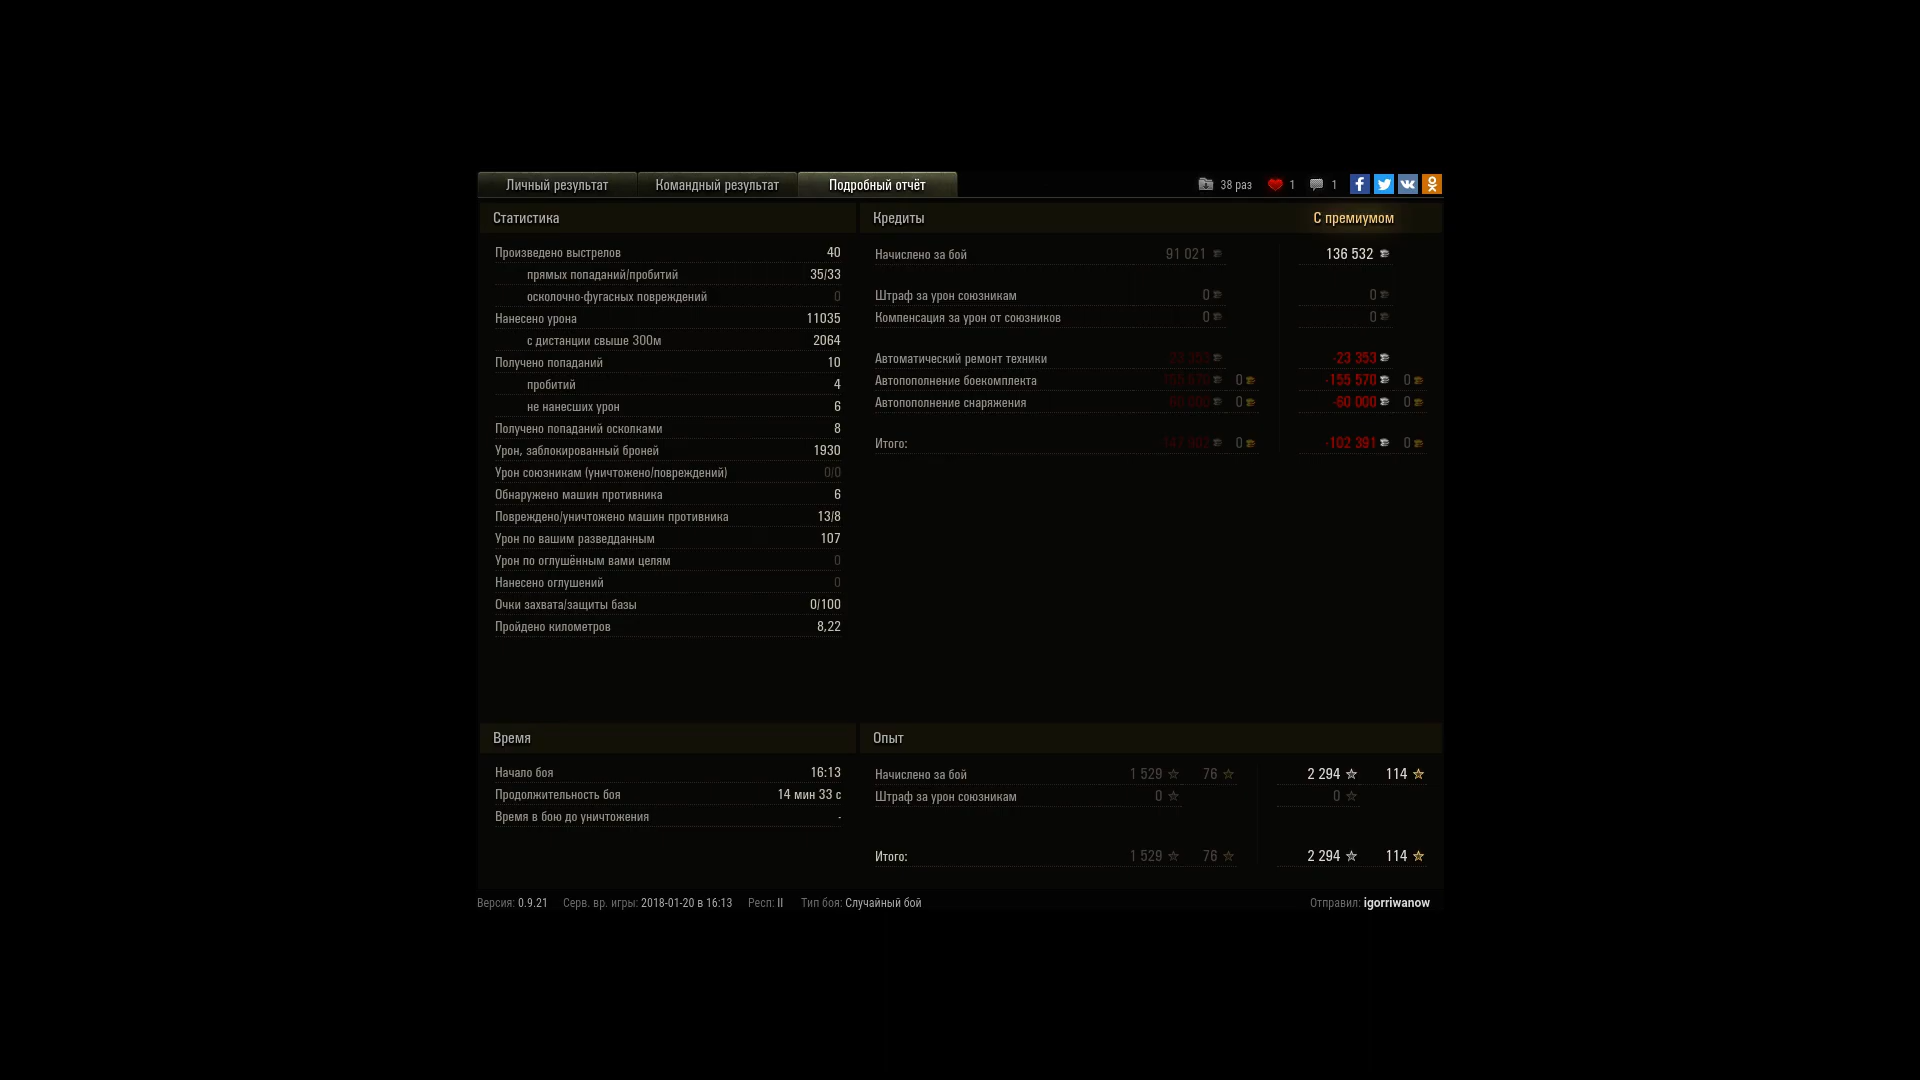 Личный результат Командный результат Подробный отчёт 38 раз 1 1
Статистика
Произведено выстрелов 40
прямых попаданий/пробитий 35/33
осколочно-фугасных повреждений 0
Нанесено урона 11035
с дистанции свыше 300м 2064
Получено попаданий 10
пробитий 4
не нанесших урон 6
Получено попаданий осколками 8
Урон, заблокированный броней 1930
Урон союзникам (уничтожено/повреждений) 0/0
Обнаружено машин противника 6
Повреждено/уничтожено машин противника 13/8
Урон по вашим разведданным 107
Урон по оглушённым вами целям 0
Нанесено оглушений 0
Очки захвата/защиты базы 0/100
Пройдено километров 8,22
Кредиты С премиумом
Начислено за бой 91 021 136 532
Штраф за урон союзникам 0 0
Компенсация за урон от союзников 0 0
Автоматический ремонт техники -23 353 -23 353
Автопополнение боекомплекта -155 570 0 -155 570 0
Автопополнение снаряжения -60 000 0 -60 000 0
Итого: 0 -102 391 0
Время
Начало боя 16:13
Продолжительность боя 14 мин 33 с
Время в бою до уничтожения -
Опыт
Начислено за бой 1 529 76 2 294 114
Штраф за урон союзникам 0 0
Итого: 1 529 76 2 294 114
Версия: 0.9.21 Серв. вр. игры: 2018-01-20 в 16:13 Респ: II Тип боя: Случайный бой Отправил: igorriwanow